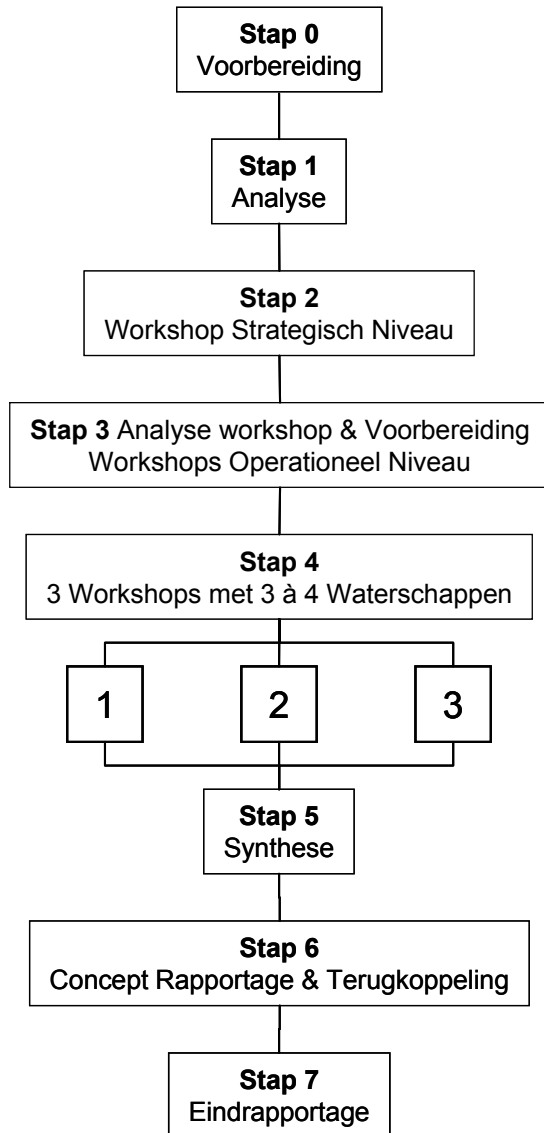 Stap 0
Voorbereiding
Stap 1
Analyse
Stap 2
Workshop Strategisch Niveau
Stap 3 Analyse workshop & Voorbereiding
Workshops Operationeel Niveau
Stap 4
3 Workshops met 3 à 4 Waterschappen
1 2 3
Stap 5
Synthese
Stap 6
Concept Rapportage & Terugkoppeling
Stap 7
Eindrapportage